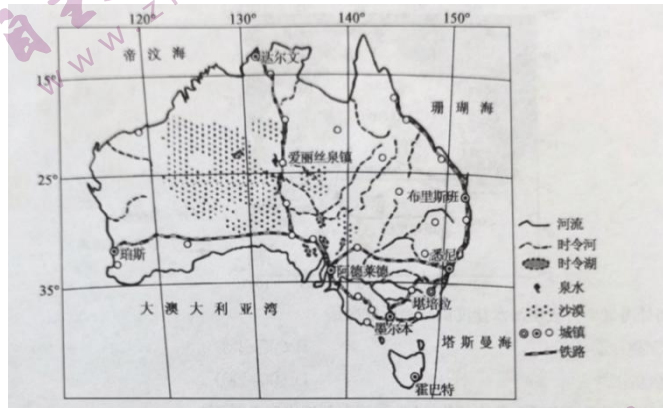 120° 130° 140° 150°
帝汶海
达尔文
15°
珊瑚海
爱丽丝泉镇
25°
布里斯班
河流
珀斯
悉尼
时令河
阿德莱德
时令湖
35°
堪培拉
泉水
大澳大利亚湾
沙漠
墨尔本
城镇
塔斯曼海
铁路
霍巴特